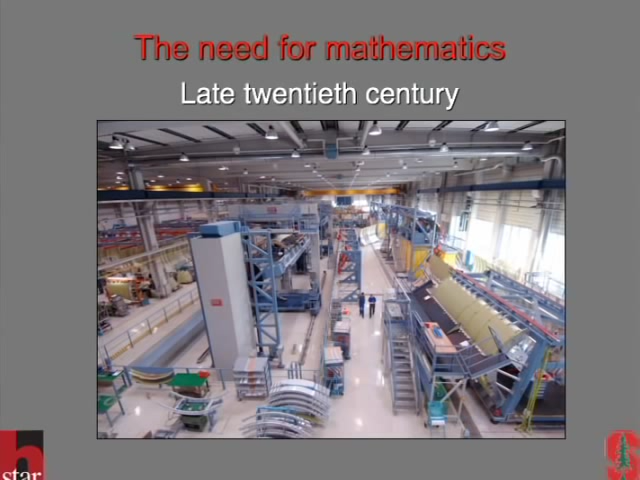 The need for mathematics
Late twentieth century
h
star
S